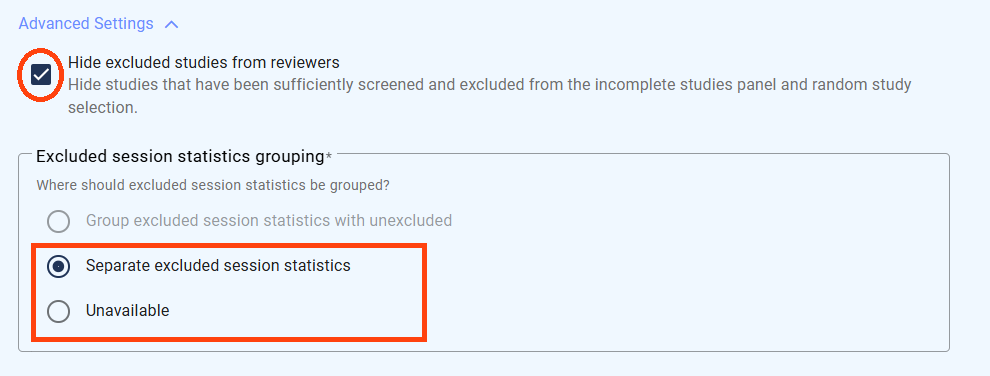 Advanced Settings
Hide excluded studies from reviewers
Hide studies that have been sufficiently screened and excluded from the incomplete studies panel and random study
selection.
Excluded session statistics grouping*
Where should excluded session statistics be grouped?
Group excluded session statistics with unexcluded
Separate excluded session statistics
Unavailable